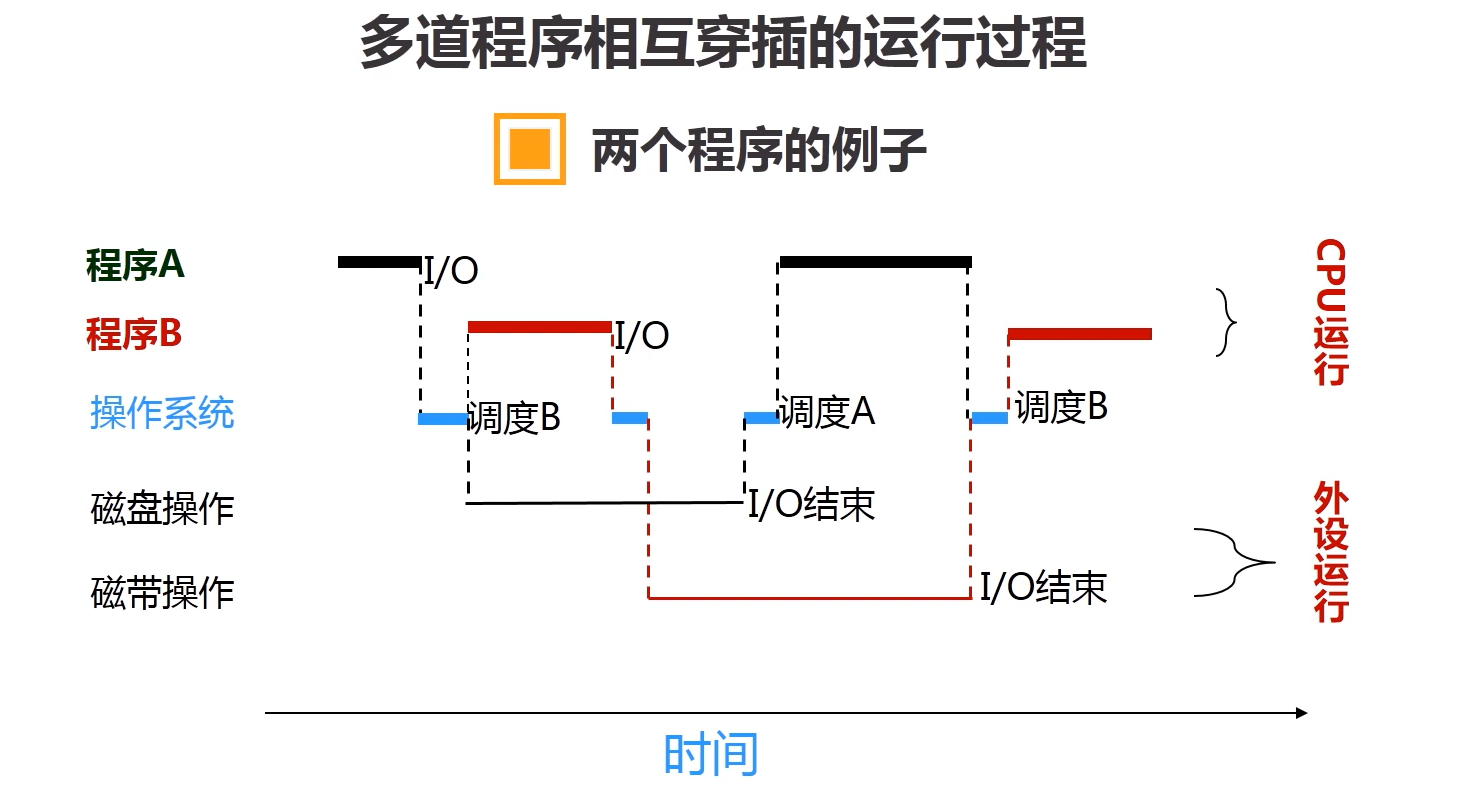 多道程序相互穿插的运行过程
两个程序的例子
程序A
I/O
程序B
I/O
CPU运行
操作系统
调度B
调度A
调度B
磁盘操作
I/O结束
磁带操作
I/O结束
外设运行
时间